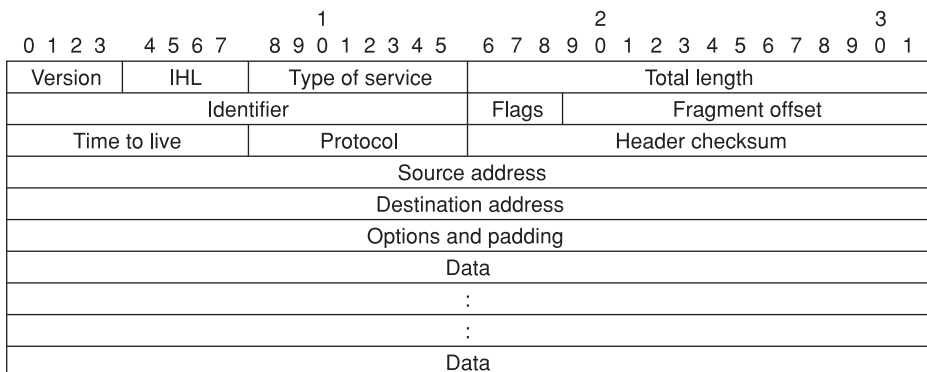 1 2 3
0 1 2 3 4 5 6 7 8 9 0 1 2 3 4 5 6 7 8 9 0 1 2 3 4 5 6 7 8 9 0 1
Version IHL Type of service Total length
Identifier Flags Fragment offset
Time to live Protocol Header checksum
Source address
Destination address
Options and padding
Data
:
:
Data